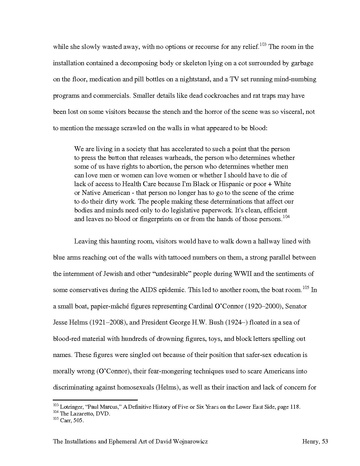 while she slowly wasted away, with no options or recourse for any relief.103 The room in the
installation contained a decomposing body or skeleton lying on a cot surrounded by garbage
on the floor, medication and pill bottles on a nightstand, and a TV set running mind-numbing
programs and commercials. Smaller details like dead cockroaches and rat traps may have
been lost on some visitors because the stench and the horror of the scene was so visceral, not
to mention the message scrawled on the walls in what appeared to be blood:
We are living in a society that has accelerated to such a point that the person
to press the button that releases warheads, the person who determines whether
some of us have rights to abortion, the person who determines whether men
can love men or women can love women or whether I should have to die of
lack of access to Health Care because I'm Black or Hispanic or poor + White
or Native American - that person no longer has to go to the scene of the crime
to do their dirty work. The people making these determinations that affect our
bodies and minds need only to do legislative paperwork. It's clean, efficient
and leaves no blood or fingerprints on or from the hands of those persons.104
Leaving this haunting room, visitors would have to walk down a hallway lined with
blue arms reaching out of the walls with tattooed numbers on them, a strong parallel between
the internment of Jewish and other “undesirable” people during WWII and the sentiments of
some conservatives during the AIDS epidemic. This led to another room, the boat room.105 In
a small boat, papier-mâché figures representing Cardinal O’Connor (1920–2000), Senator
Jesse Helms (1921–2008), and President George H.W. Bush (1924–) floated in a sea of
blood-red material with hundreds of drowning figures, toys, and block letters spelling out
names. These figures were singled out because of their position that safer-sex education is
morally wrong (O’Connor), their fear-mongering techniques used to scare Americans into
discriminating against homosexuals (Helms), as well as their inaction and lack of concern for
103 Lotringer, “Paul Marcus,” A Definitive History of Five or Six Years on the Lower East Side, page 118.
104 The Lazaretto, DVD.
105 Carr, 505.
The Installations and Ephemeral Art of David Wojnarowicz Henry, 53